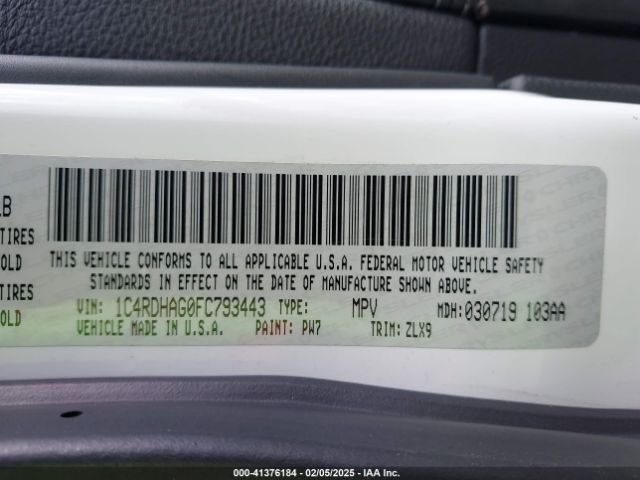 LB
TIRES
OLD
TIRES
OLD
THIS VEHICLE CONFORMS TO ALL APPLICABLE U.S.A. FEDERAL MOTOR VEHICLE SAFETY
STANDARDS IN EFFECT ON THE DATE OF MANUFACTURE SHOWN ABOVE.
VIN: 1C4RDHAG0FC793443 TYPE: MPV MDH:030719 103AA
VEHICLE MADE IN U.S.A. PAINT: PW7 TRIM: ZLX9
000-41376184 / 02/05/2025 - IAA Inc.